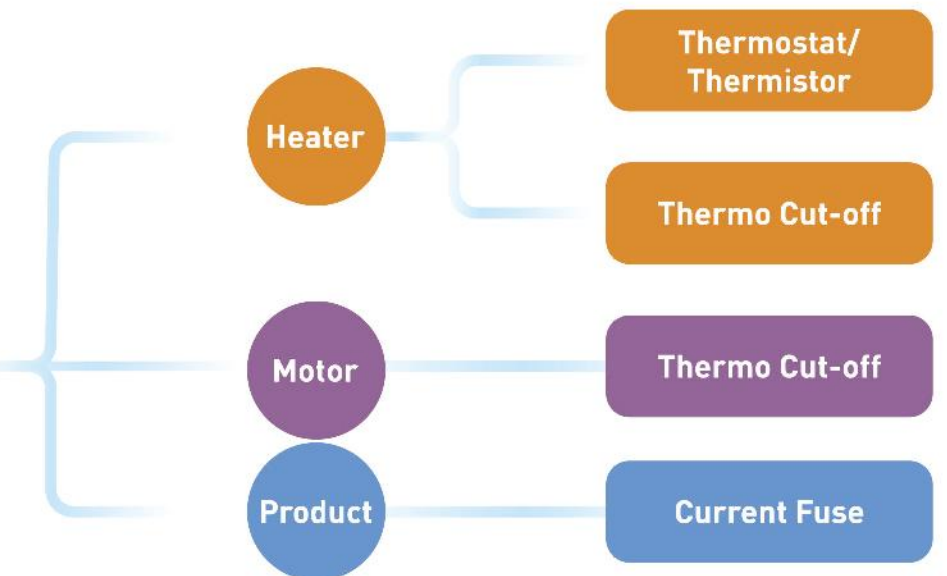 Heater
Thermostat/
Thermistor
Thermo Cut-off
Motor
Thermo Cut-off
Product
Current Fuse